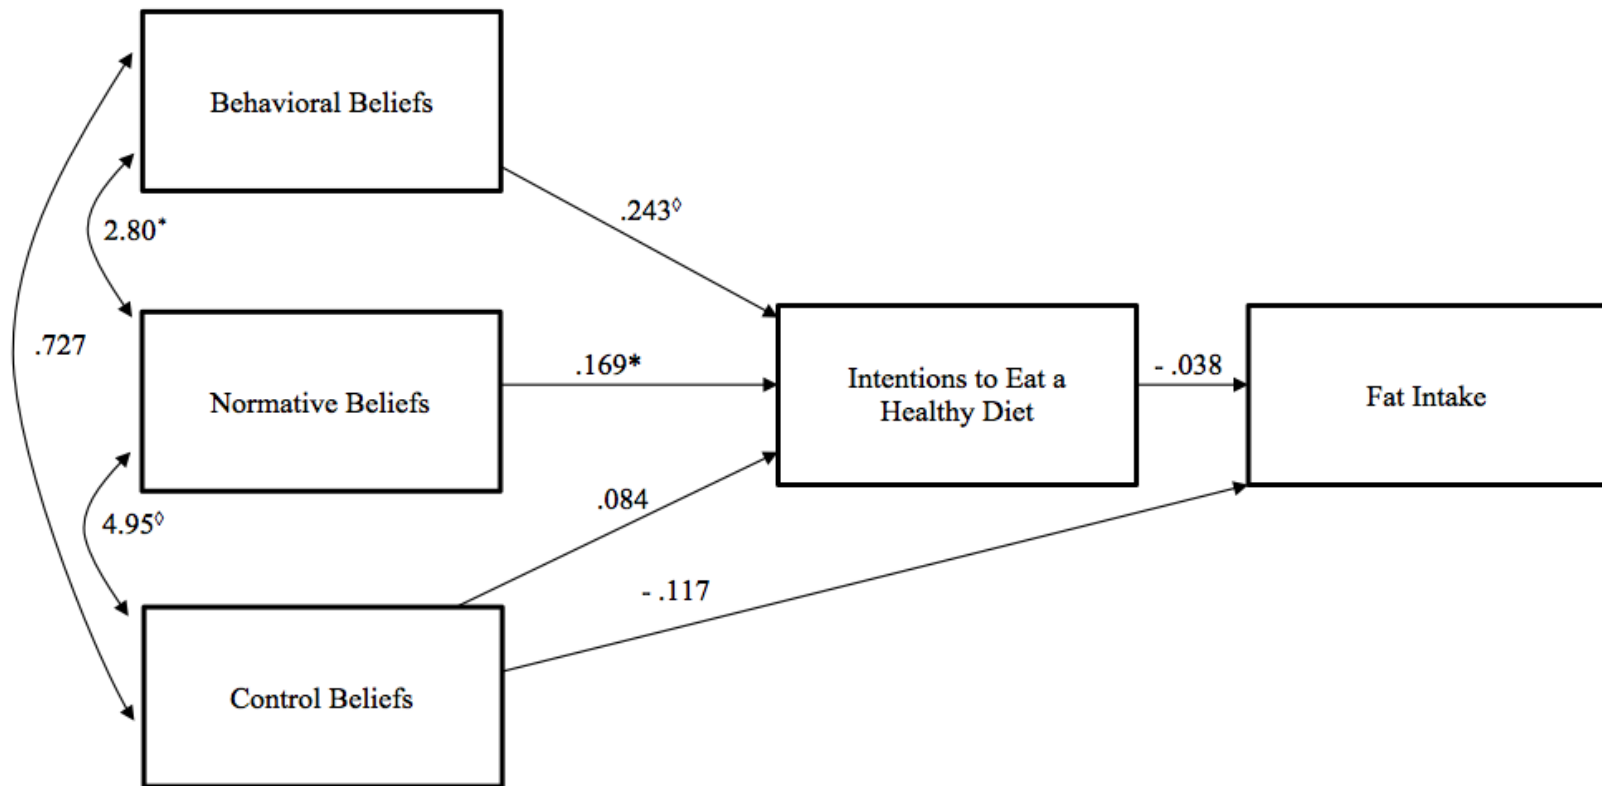 Behavioral Beliefs
.243◊
2.80*
.727
Normative Beliefs
.169*
Intentions to Eat a
Healthy Diet
- .038
Fat Intake
4.95◊
.084
- .117
Control Beliefs